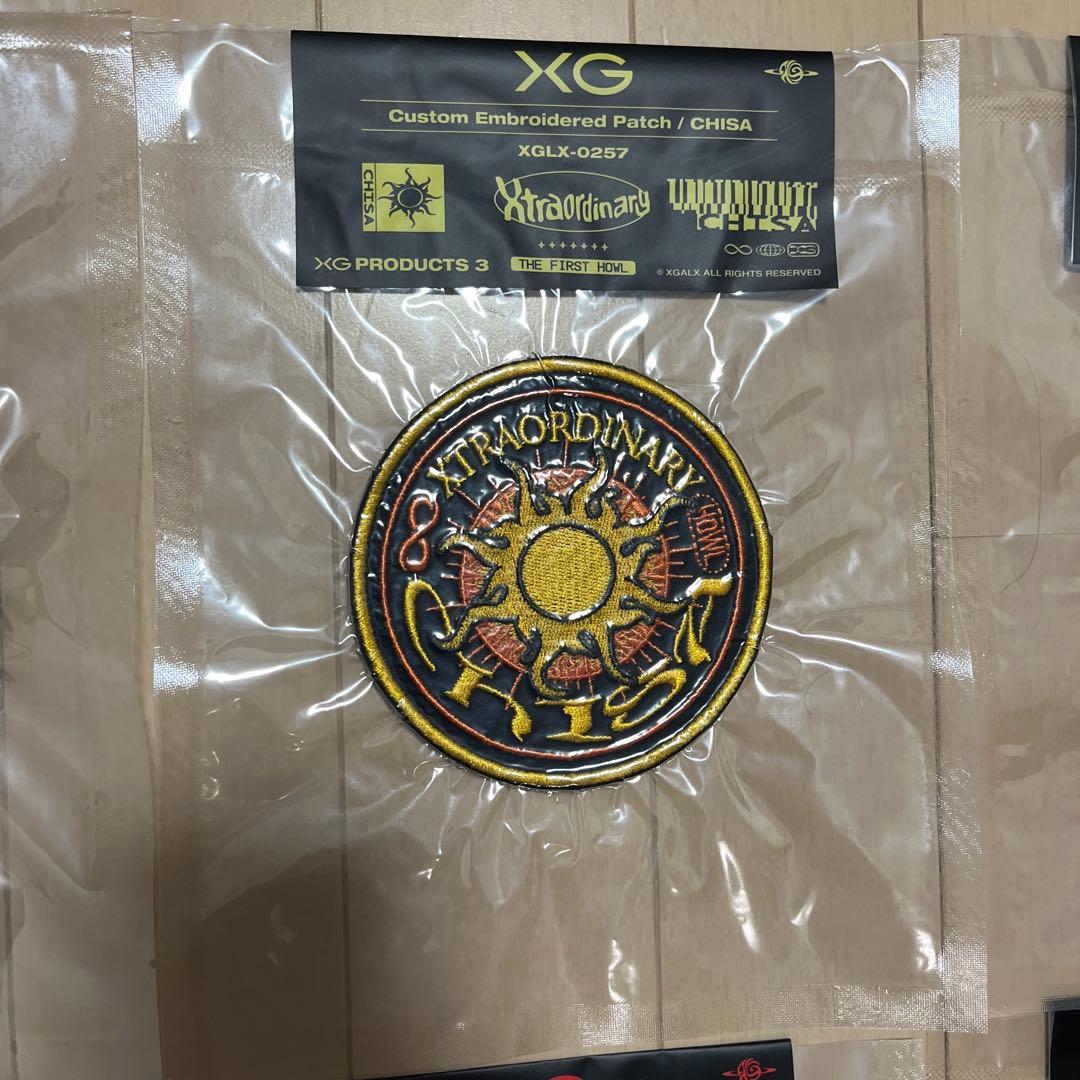 XG
Custom Embroidered Patch / CHISA
XGLX-0257
CHISA
Xtraordinary
CHISA
XG PRODUCTS 3
THE FIRST HOWL
© XGALX ALL RIGHTS RESERVED
XTRAORDINARY
8
HOWL
CHISA